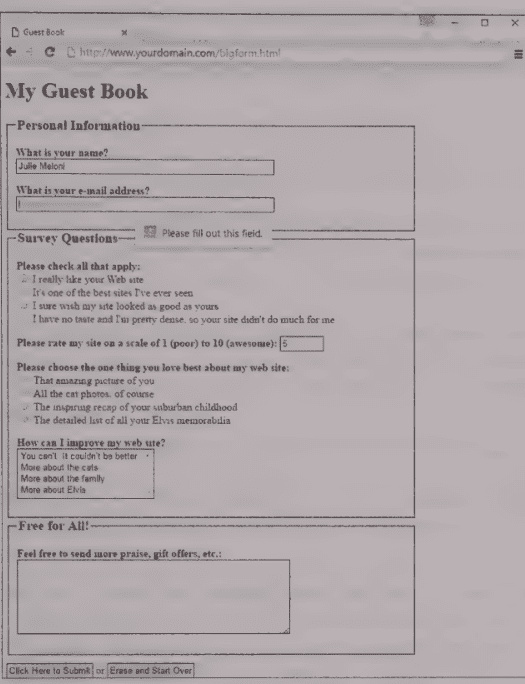 Guest Book
http://www.yourdomain.com/bigform.html
My Guest Book
Personal Information
What is your name?
Julie Meloni
What is your e-mail address?
Please fill out this field.
Survey Questions
Please check all that apply:
I really like your Web site
It's one of the best sites I've ever seen
I sure wish my site looked as good as yours
I have no taste and I'm pretty dense, so your site didn't do much for me
Please rate my site on a scale of 1 (poor) to 10 (awesome): 5
Please choose the one thing you love best about my web site:
That amazing picture of you
All the cat photos, of course
The inspiring recap of your suburban childhood
The detailed list of all your Elvis memorabilia
How can I improve my web site?
You can't. It couldn't be better
More about the cats
More about the family
More about Elvis
Free for All!
Feel free to send more praise, gift offers, etc.:
Click Here to Submit or Erase and Start Over